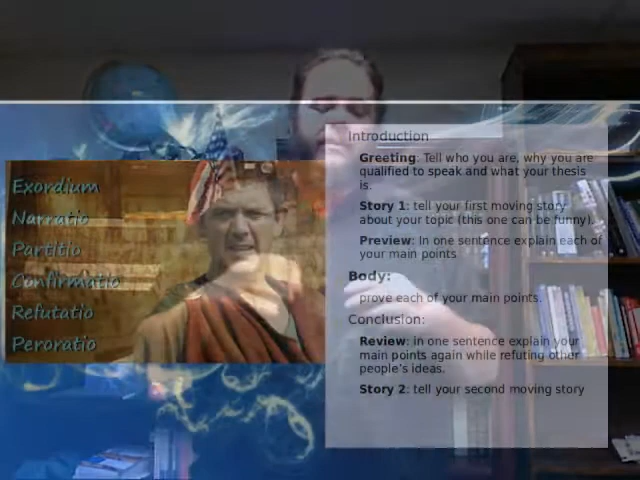 Exordium
Narratio
Partitio
Confirmatio
Refutatio
Peroratio
Introduction
Greeting: Tell who you are, why you are
qualified to speak and what your thesis
is.
Story 1: tell your first moving story
about your topic (this one can be funny).
Preview: In one sentence explain each of
your main points
Body:
prove each of your main points.
Conclusion:
Review: in one sentence explain your
main points again while refuting other
people's ideas.
Story 2: tell your second moving story